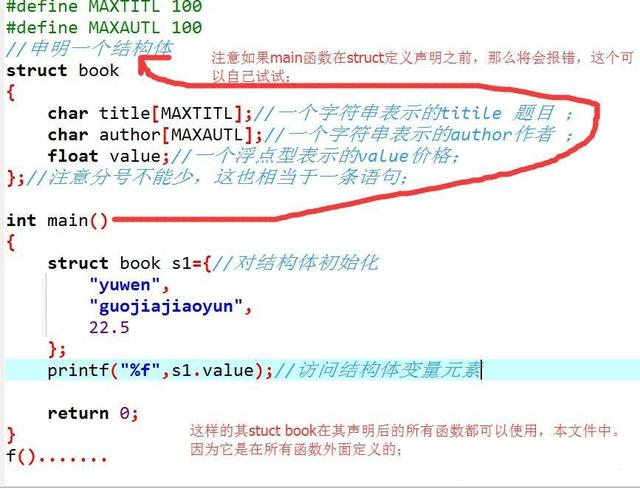 #define MAXTITL 100
#define MAXAUTL 100
//申明一个结构体
注意如果main函数在struct定义声明之前，那么将会报错，这个可
以自己试试；
struct book
{
char title[MAXTITL];//一个字符串表示的titile 题目 ；
char author[MAXAUTL];//一个字符串表示的author作者 ；
float value;//一个浮点型表示的value价格；
};//注意分号不能少，这也相当于一条语句；
int main()
{
struct book s1={//对结构体初始化
"yuwen",
"guojiajiaoyun",
22.5
};
printf("%f",s1.value);//访问结构体变量元素
return 0;
}
这样的其stuct book在其声明后的所有函数都可以使用，本文件中。
因为它是在所有函数外面定义的；
f().......